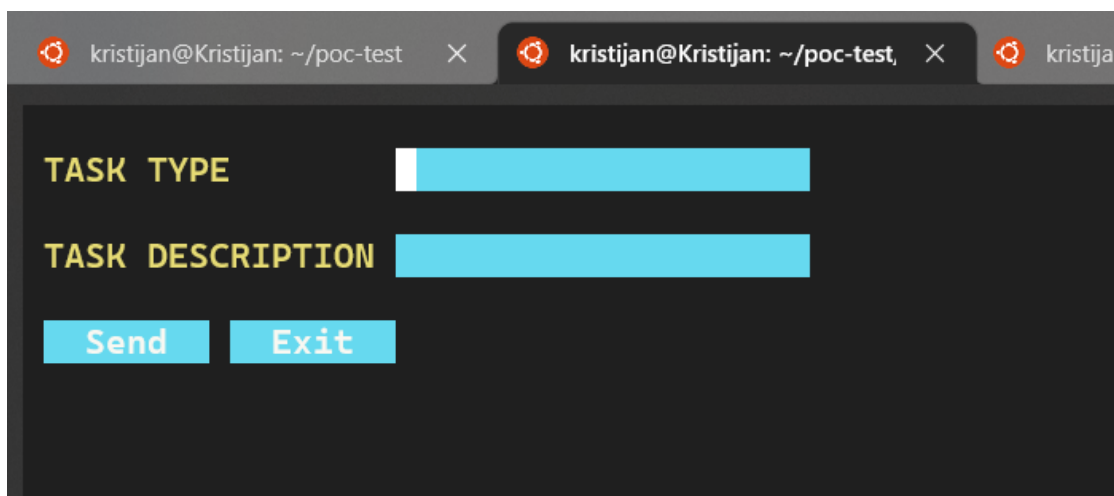 kristijan@Kristijan: ~/poc-test kristijan@Kristijan: ~/poc-test, kristija
TASK TYPE
TASK DESCRIPTION
Send Exit